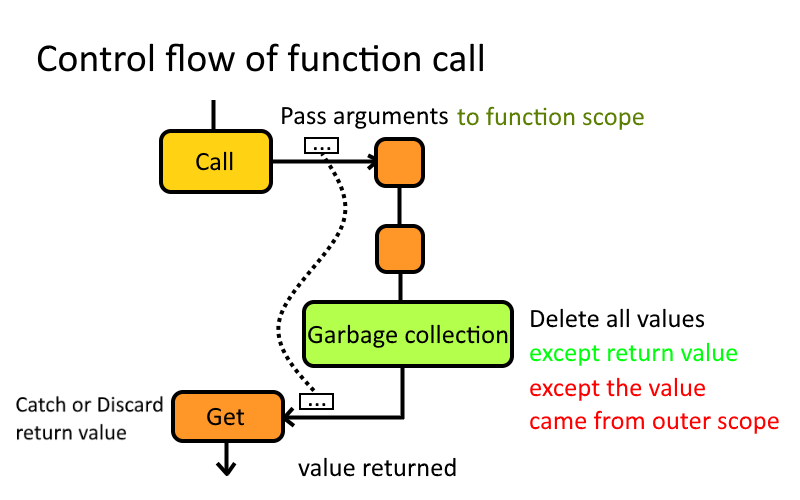 Control flow of function call
Pass arguments to function scope
...
Call
Garbage collection
Delete all values
except return value
except the value
came from outer scope
...
Catch or Discard
return value
Get
value returned